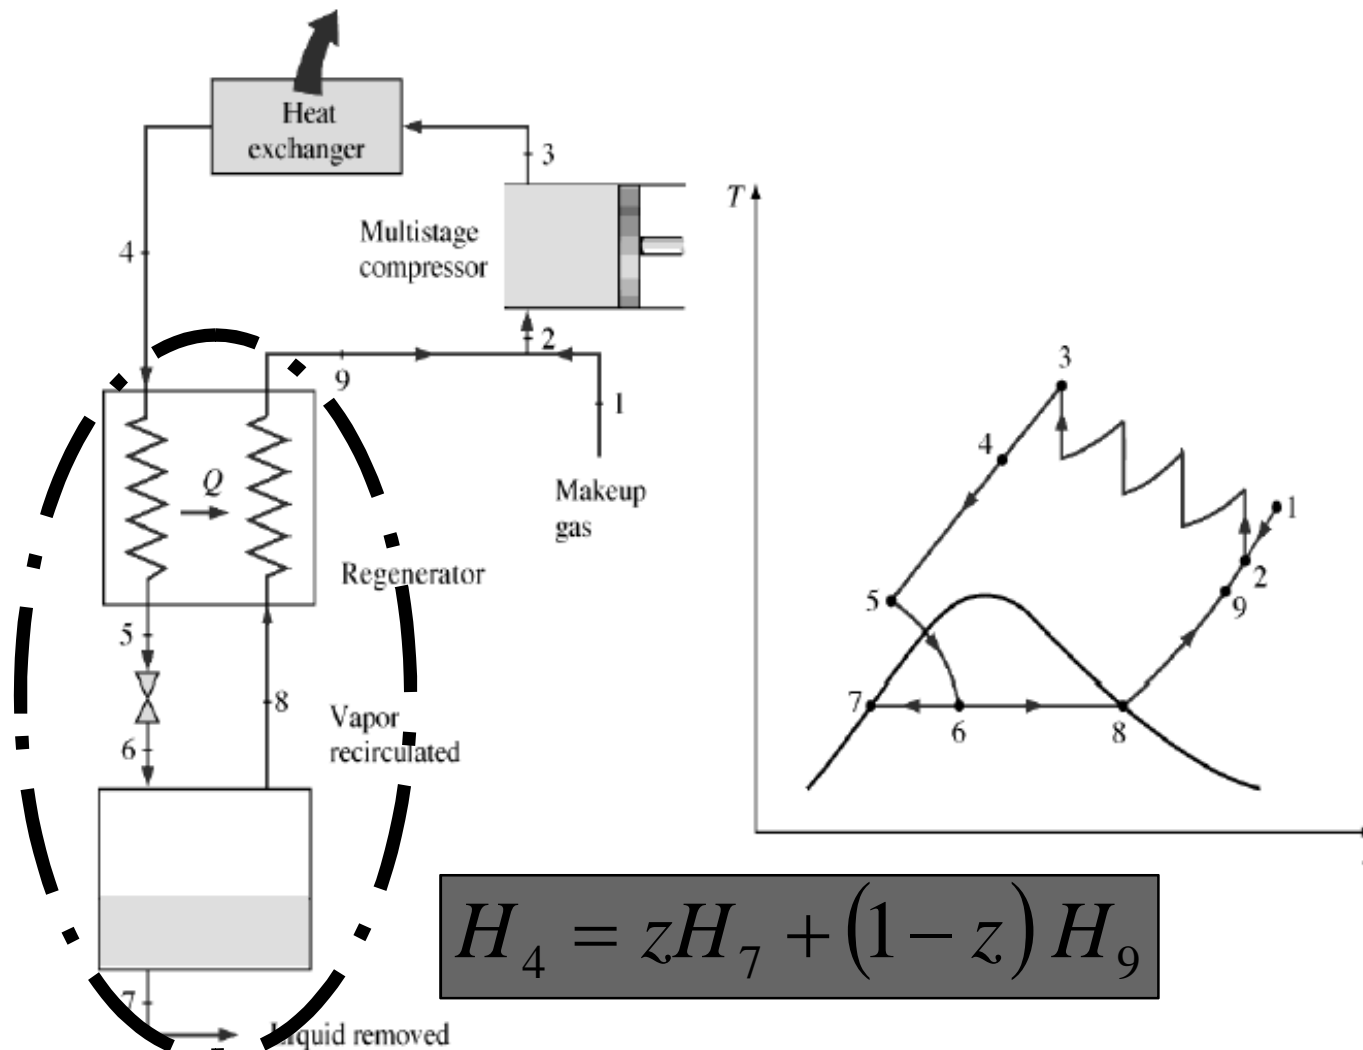 Heat
exchanger
3
4
Multistage
compressor
2
9
1
Makeup
gas
Q
Regenerator
5
8
Vapor
recirculated
6
7
Liquid removed
T
3
4
1
2
9
5
7
6
8
H₄ = zH₇ + (1 − z) H₉